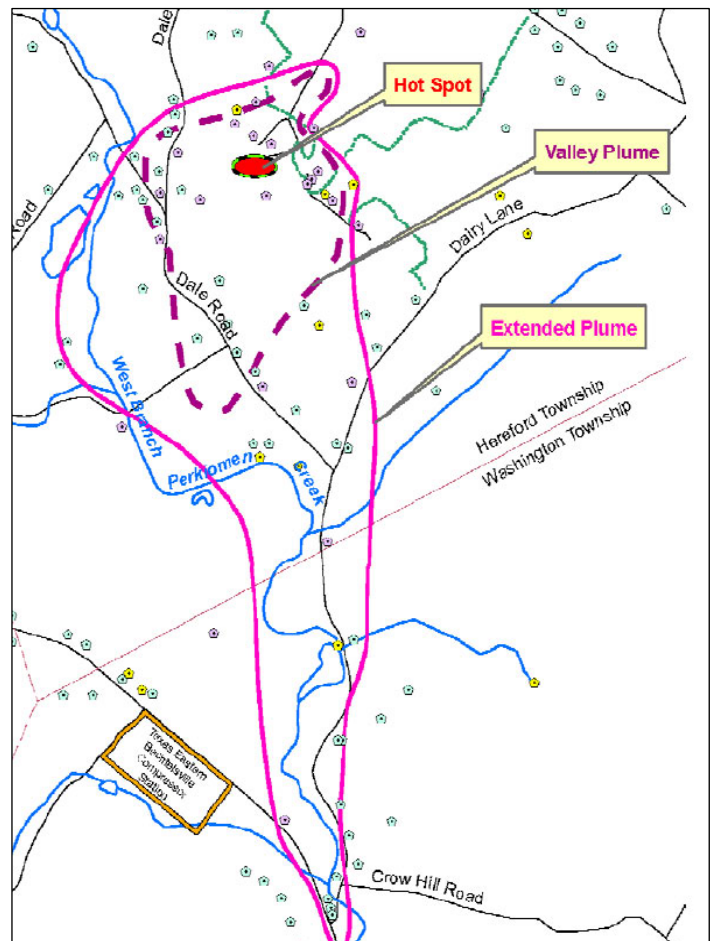 Dale
Hot Spot
Valley Plume
Road
Dairy Lane
Dale Road
Extended Plume
West Branch
Perkiomen
Creek
Hereford Township
Washington Township
Texas Eastern
Bechtelsville
Compressor
Station
Crow Hill Road